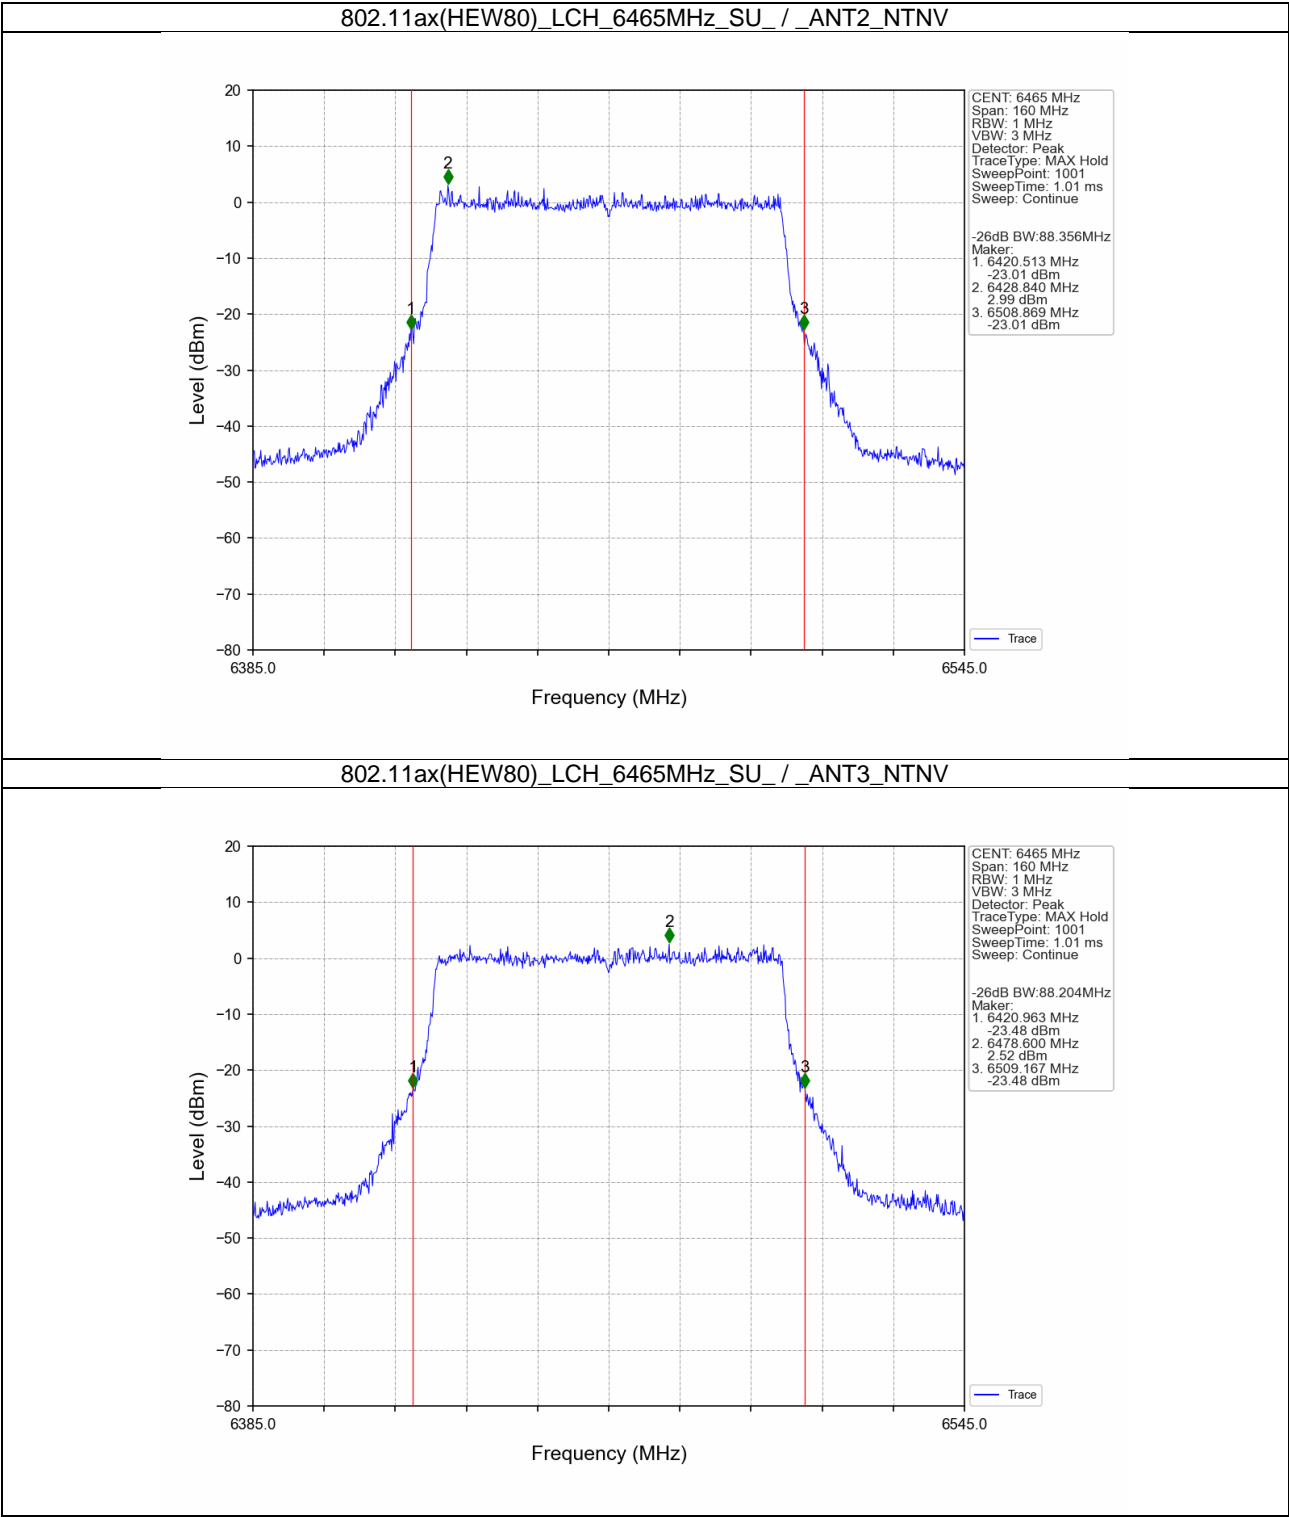 802.11ax(HEW80)_LCH_6465MHz_SU_ / _ANT2_NTNV
20
10
0
−10
−20
−30
−40
−50
−60
−70
−80
Level (dBm)
1
2
3
6385.0
6545.0
Frequency (MHz)
CENT: 6465 MHz
Span: 160 MHz
RBW: 1 MHz
VBW: 3 MHz
Detector: Peak
TraceType: MAX Hold
SweepPoint: 1001
SweepTime: 1.01 ms
Sweep: Continue
-26dB BW:88.356MHz
Maker:
1. 6420.513 MHz
-23.01 dBm
2. 6428.840 MHz
2.99 dBm
3. 6508.869 MHz
-23.01 dBm
Trace
802.11ax(HEW80)_LCH_6465MHz_SU_ / _ANT3_NTNV
20
10
0
−10
−20
−30
−40
−50
−60
−70
−80
Level (dBm)
1
2
3
6385.0
6545.0
Frequency (MHz)
CENT: 6465 MHz
Span: 160 MHz
RBW: 1 MHz
VBW: 3 MHz
Detector: Peak
TraceType: MAX Hold
SweepPoint: 1001
SweepTime: 1.01 ms
Sweep: Continue
-26dB BW:88.204MHz
Maker:
1. 6420.963 MHz
-23.48 dBm
2. 6478.600 MHz
2.52 dBm
3. 6509.167 MHz
-23.48 dBm
Trace